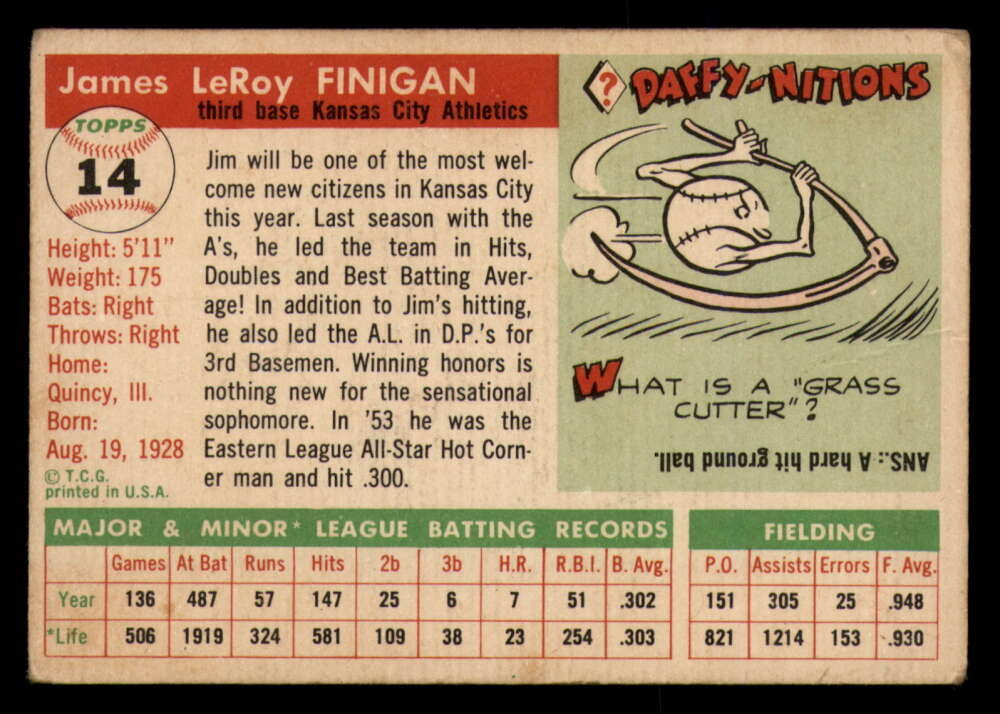 James LeRoy FINIGAN
third base Kansas City Athletics
TOPPS
14
Height: 5'11"
Weight: 175
Bats: Right
Throws: Right
Home:
Quincy, Ill.
Born:
Aug. 19, 1928
© T.C.G.
printed in U.S.A.
Jim will be one of the most wel-
come new citizens in Kansas City
this year. Last season with the
A's, he led the team in Hits,
Doubles and Best Batting Aver-
age! In addition to Jim's hitting,
he also led the A.L. in D.P.'s for
3rd Basemen. Winning honors is
nothing new for the sensational
sophomore. In '53 he was the
Eastern League All-Star Hot Corn-
er man and hit .300.
? DAFFY-NITIONS
WHAT IS A "GRASS
CUTTER"?
ANS.: A hard hit ground ball.
MAJOR & MINOR* LEAGUE BATTING RECORDS
Games At Bat Runs Hits 2b 3b H.R. R.B.I. B. Avg.
Year 136 487 57 147 25 6 7 51 .302
*Life 506 1919 324 581 109 38 23 254 .303
FIELDING
P.O. Assists Errors F. Avg.
151 305 25 .948
821 1214 153 .930